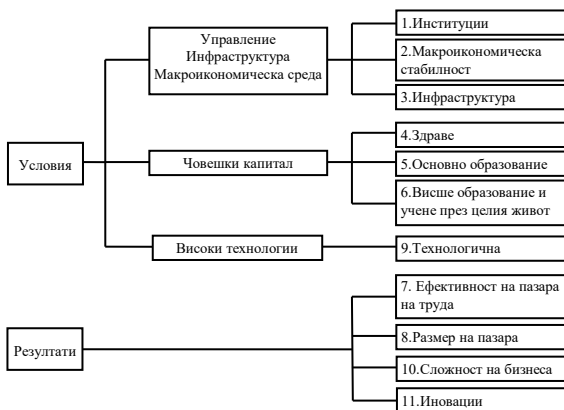 Условия
Управление
Инфраструктура
Макроикономическа среда
1.Институции
2.Макроикономическа
стабилност
3.Инфраструктура
Човешки капитал
4.Здраве
5.Основно образование
6.Висше образование и
учене през целия живот
Високи технологии
9.Технологична
Резултати
7. Ефективност на пазара
на труда
8.Размер на пазара
10.Сложност на бизнеса
11.Иновации